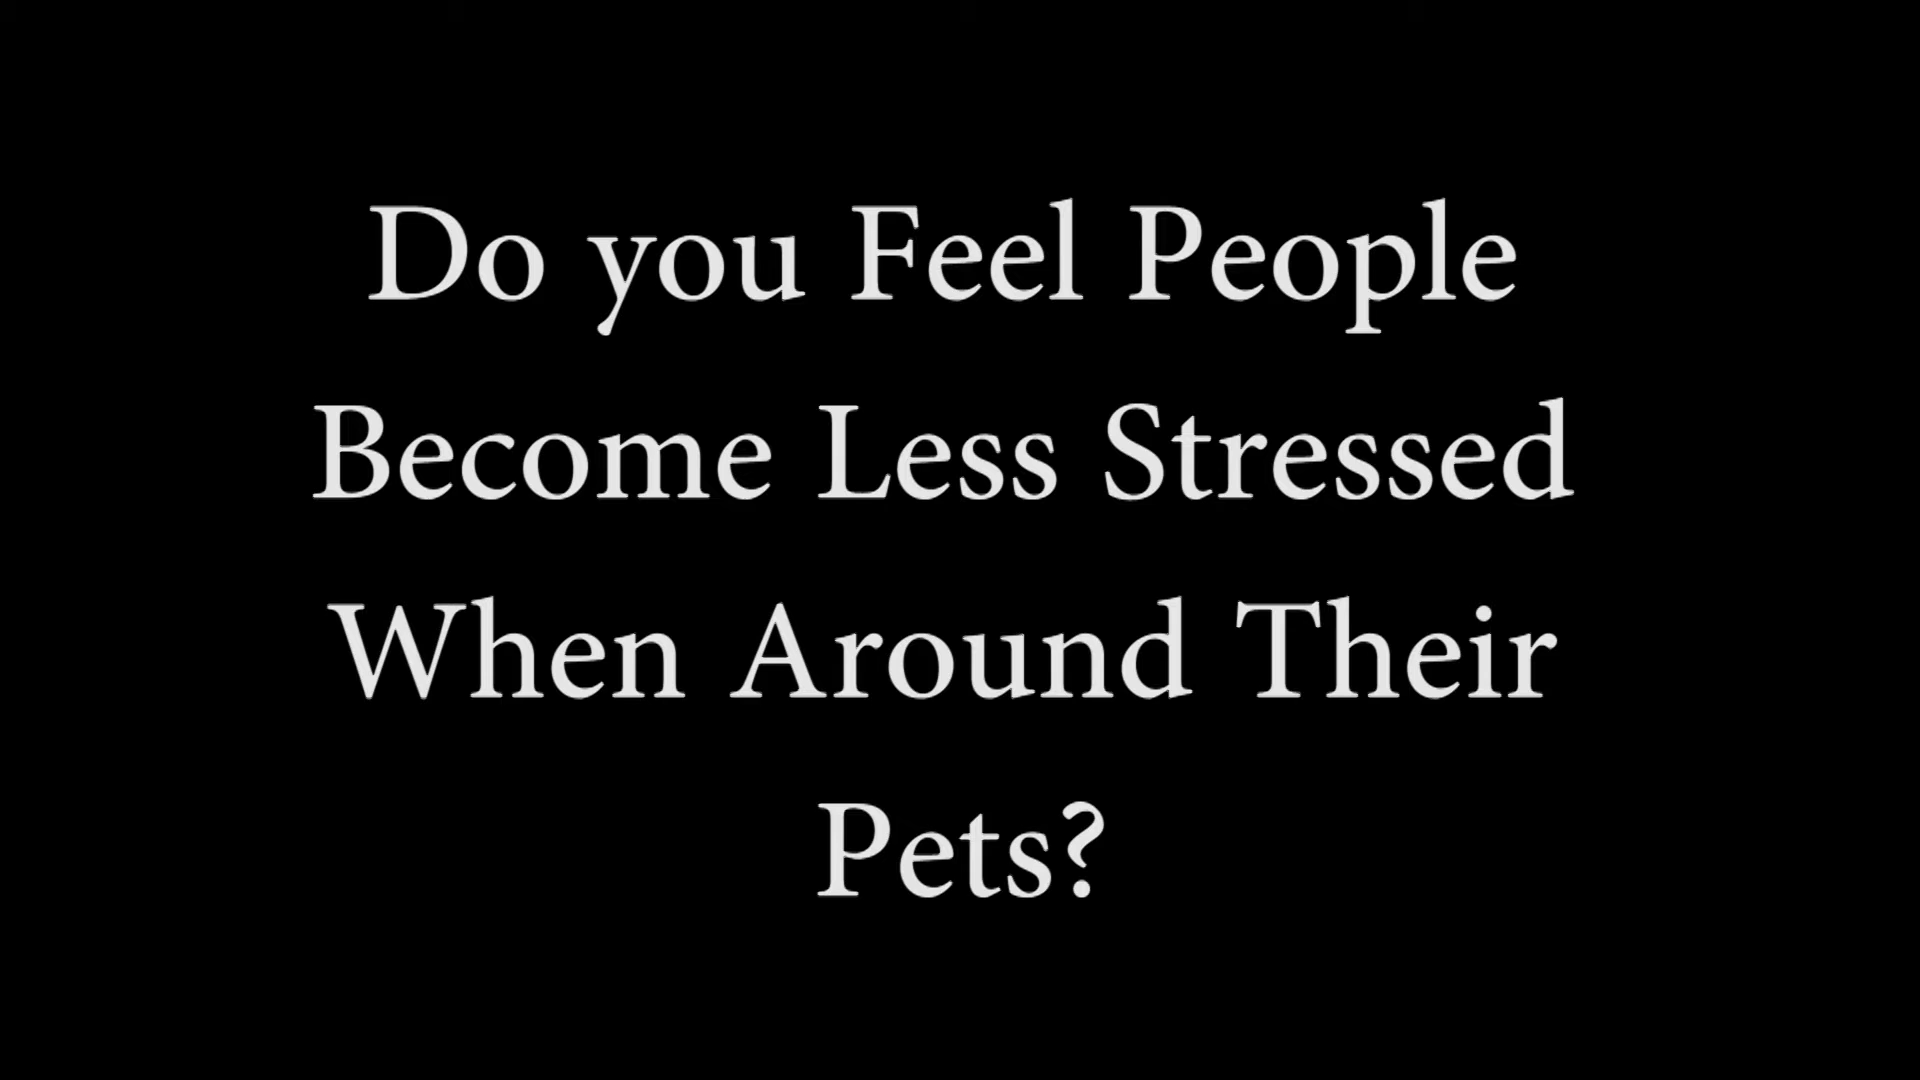 Do you Feel People
Become Less Stressed
When Around Their
Pets?